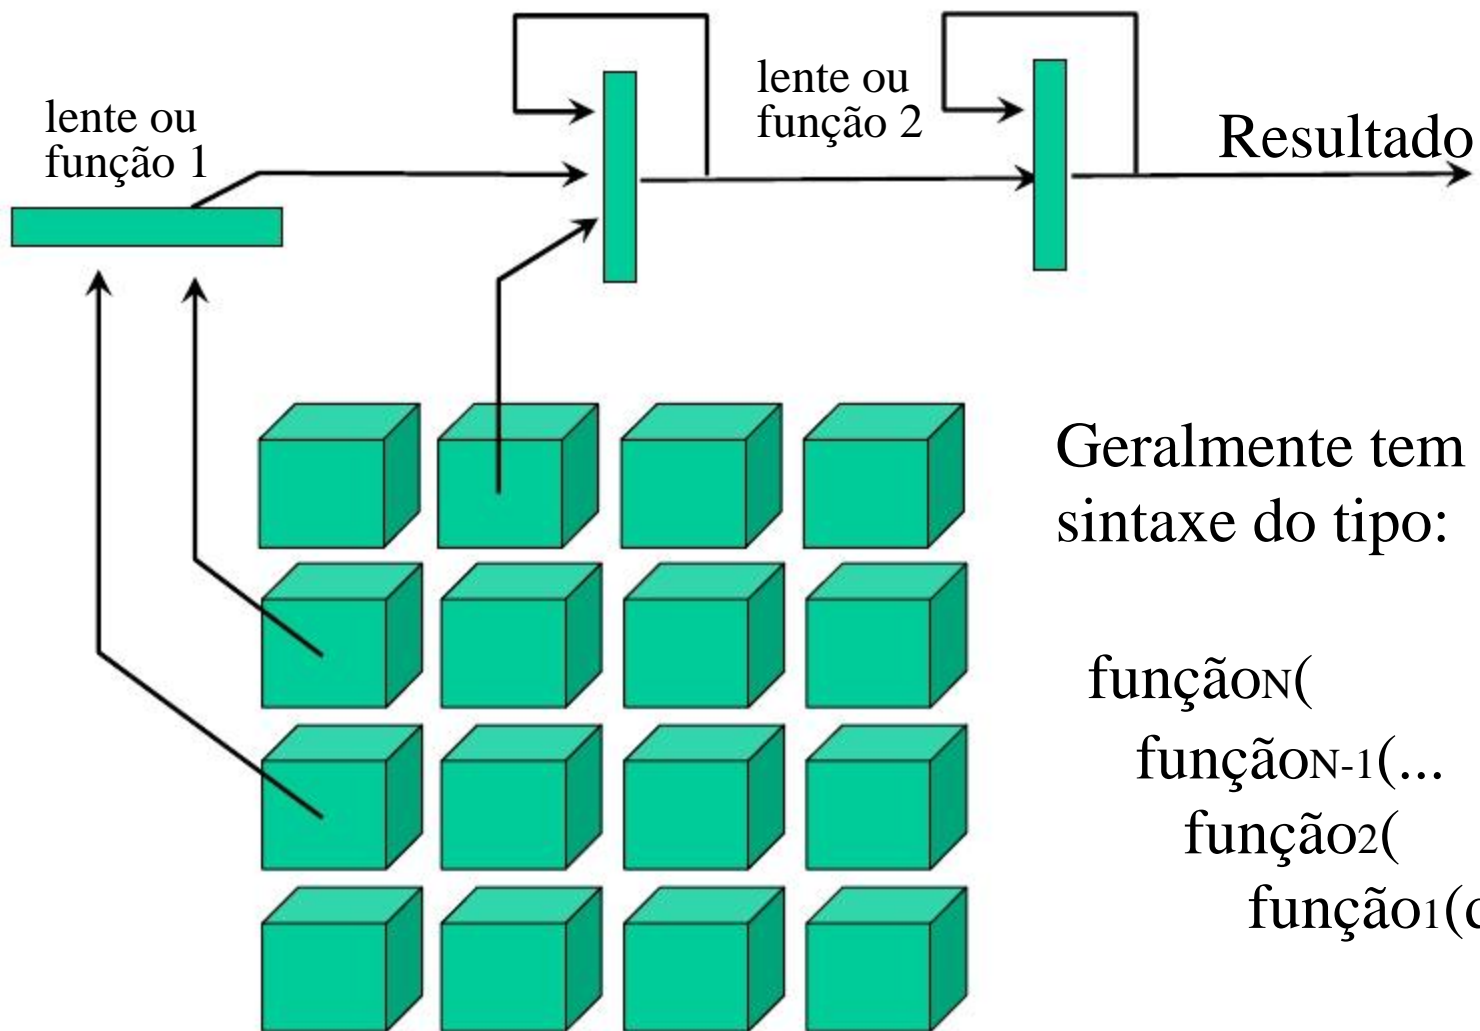 lente ou
função 1
lente ou
função 2
Resultado
Geralmente tem
sintaxe do tipo:
funçãoN(
funçãoN-1(...
função2(
função1(